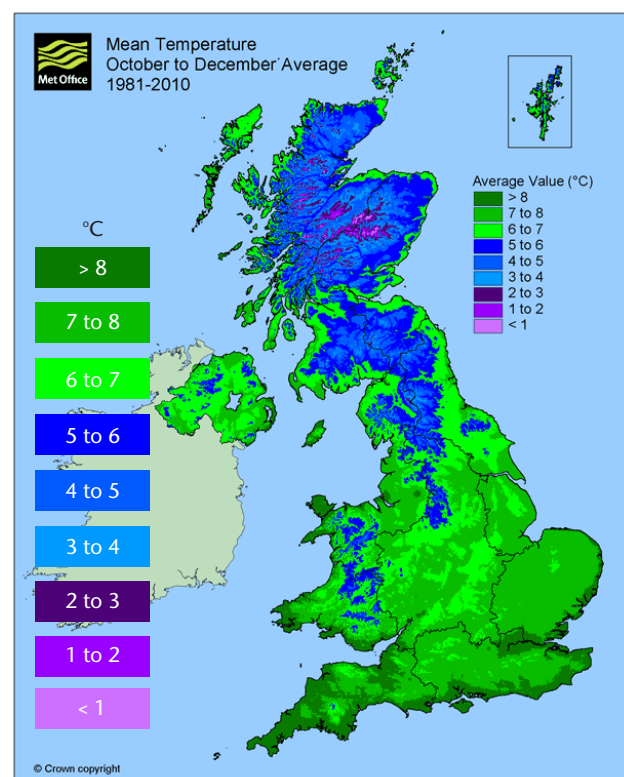 Met Office
Mean Temperature
October to December Average
1981-2010
Average Value (°C)
> 8
7 to 8
6 to 7
5 to 6
4 to 5
3 to 4
2 to 3
1 to 2
< 1
°C
> 8
7 to 8
6 to 7
5 to 6
4 to 5
3 to 4
2 to 3
1 to 2
< 1
© Crown copyright